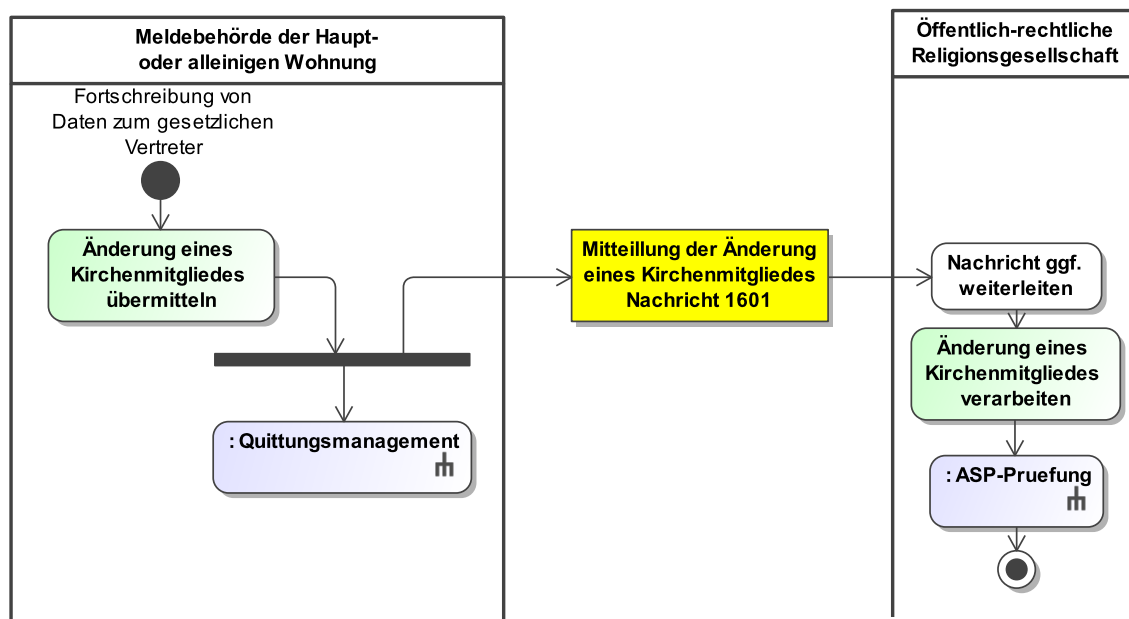 Meldebehörde der Haupt-
oder alleinigen Wohnung
Fortschreibung von
Daten zum gesetzlichen
Vertreter
Änderung eines
Kirchenmitgliedes
übermitteln
: Quittungsmanagement
Mitteillung der Änderung
eines Kirchenmitgliedes
Nachricht 1601
Öffentlich-rechtliche
Religionsgesellschaft
Nachricht ggf.
weiterleiten
Änderung eines
Kirchenmitgliedes
verarbeiten
: ASP-Pruefung